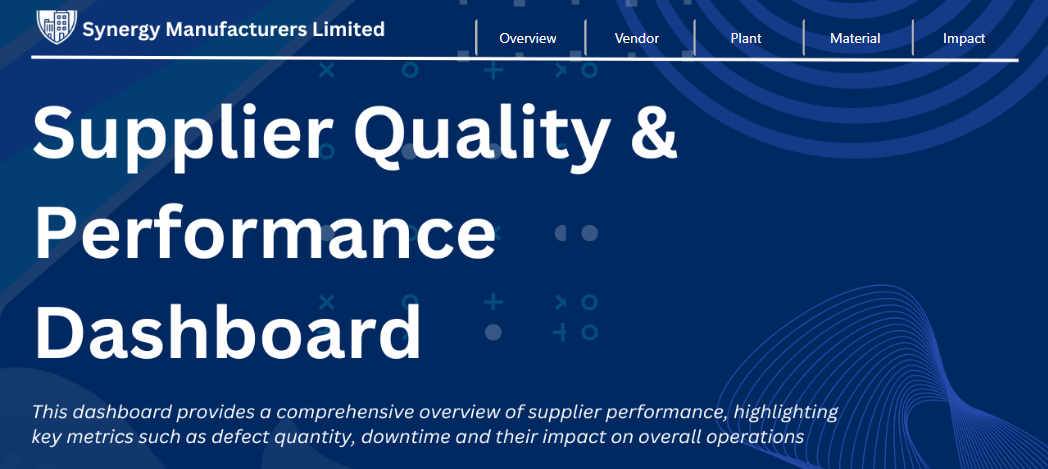 Synergy Manufacturers Limited
Overview
Vendor
Plant
Material
Impact
Supplier Quality &
Performance
Dashboard
This dashboard provides a comprehensive overview of supplier performance, highlighting
key metrics such as defect quantity, downtime and their impact on overall operations